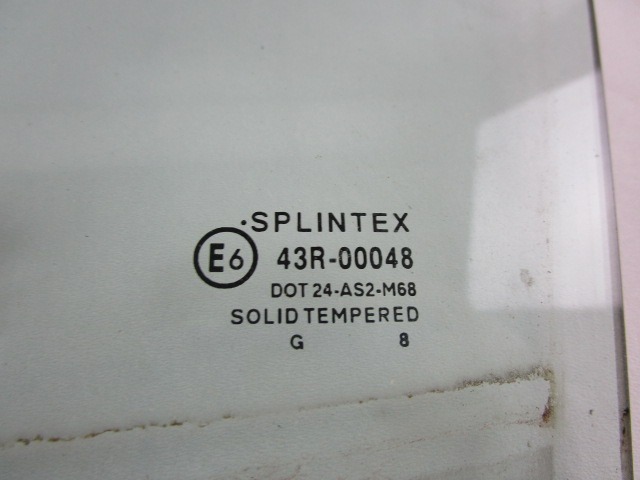 ·SPLINTEX
E6 43R-00048
DOT 24-AS2-M68
SOLID TEMPERED
G 8